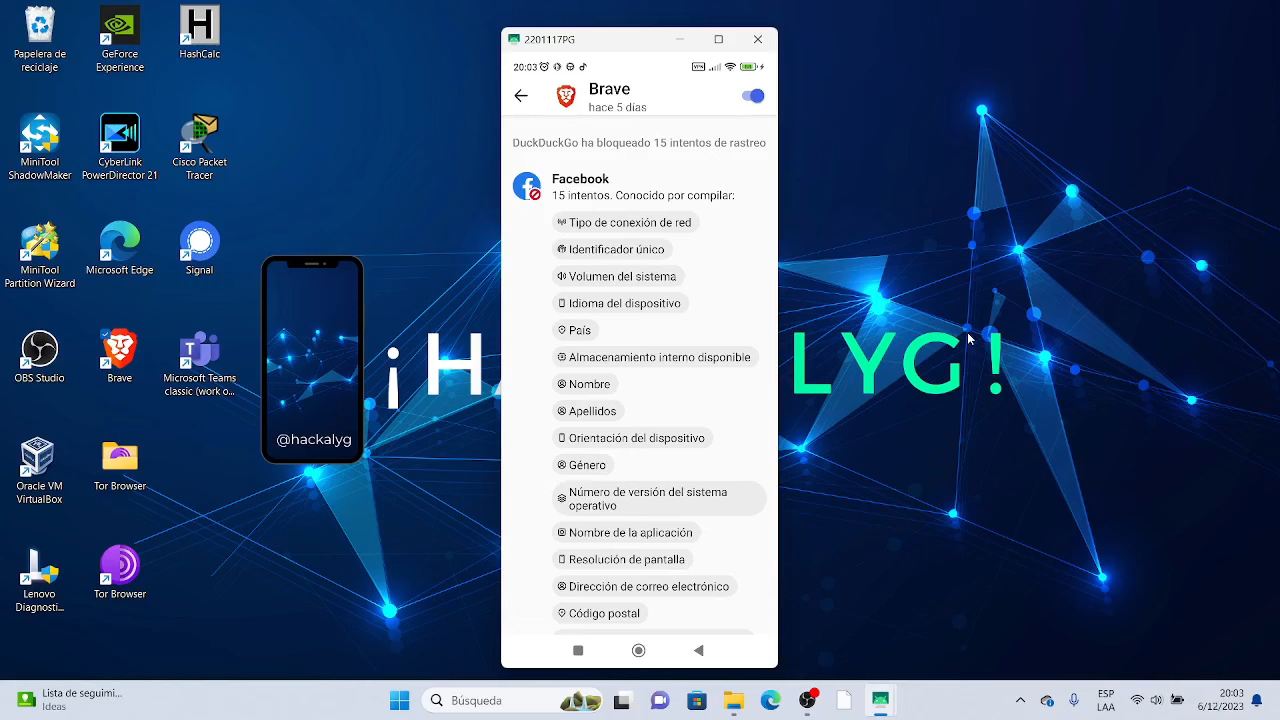 Papelera de
reciclaje
GeForce
Experience
HashCalc
MiniTool
ShadowMaker
CyberLink
PowerDirector 21
Cisco Packet
Tracer
MiniTool
Partition Wizard
Microsoft Edge
Signal
OBS Studio
Brave
Microsoft Teams
classic (work o...
Oracle VM
VirtualBox
Tor Browser
Lenovo
Diagnosti...
Tor Browser
@hackalyg
¡HA
LYG!
2201117PG
20:03
VPN
Brave
hace 5 días
DuckDuckGo ha bloqueado 15 intentos de rastreo
Facebook
15 intentos. Conocido por compilar:
Tipo de conexión de red
Identificador único
Volumen del sistema
Idioma del dispositivo
País
Almacenamiento interno disponible
Nombre
Apellidos
Orientación del dispositivo
Género
Número de versión del sistema
operativo
Nombre de la aplicación
Resolución de pantalla
Dirección de correo electrónico
Código postal
Lista de seguimi...
Ideas
Búsqueda
ESP
LAA
20:03
6/12/2023